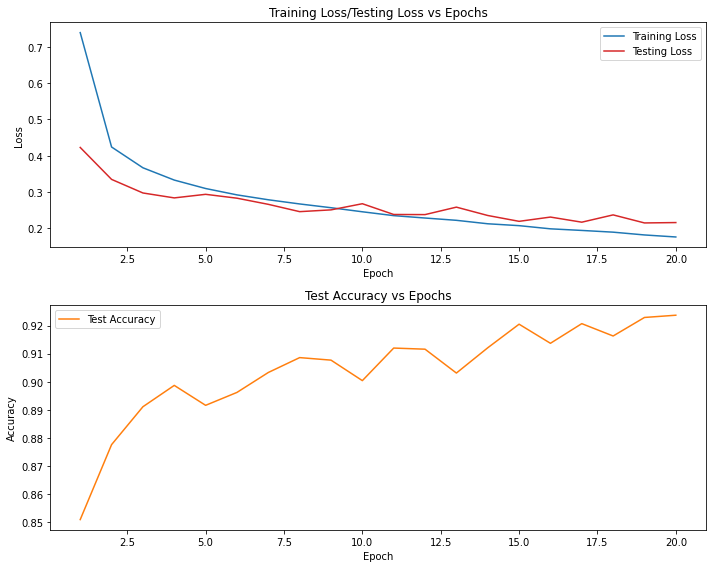 Training Loss/Testing Loss vs Epochs
Training Loss
Testing Loss
0.7
0.6
0.5
0.4
0.3
0.2
Loss
2.5 5.0 7.5 10.0 12.5 15.0 17.5 20.0
Epoch
Test Accuracy vs Epochs
Test Accuracy
0.92
0.91
0.90
0.89
0.88
0.87
0.86
0.85
Accuracy
2.5 5.0 7.5 10.0 12.5 15.0 17.5 20.0
Epoch